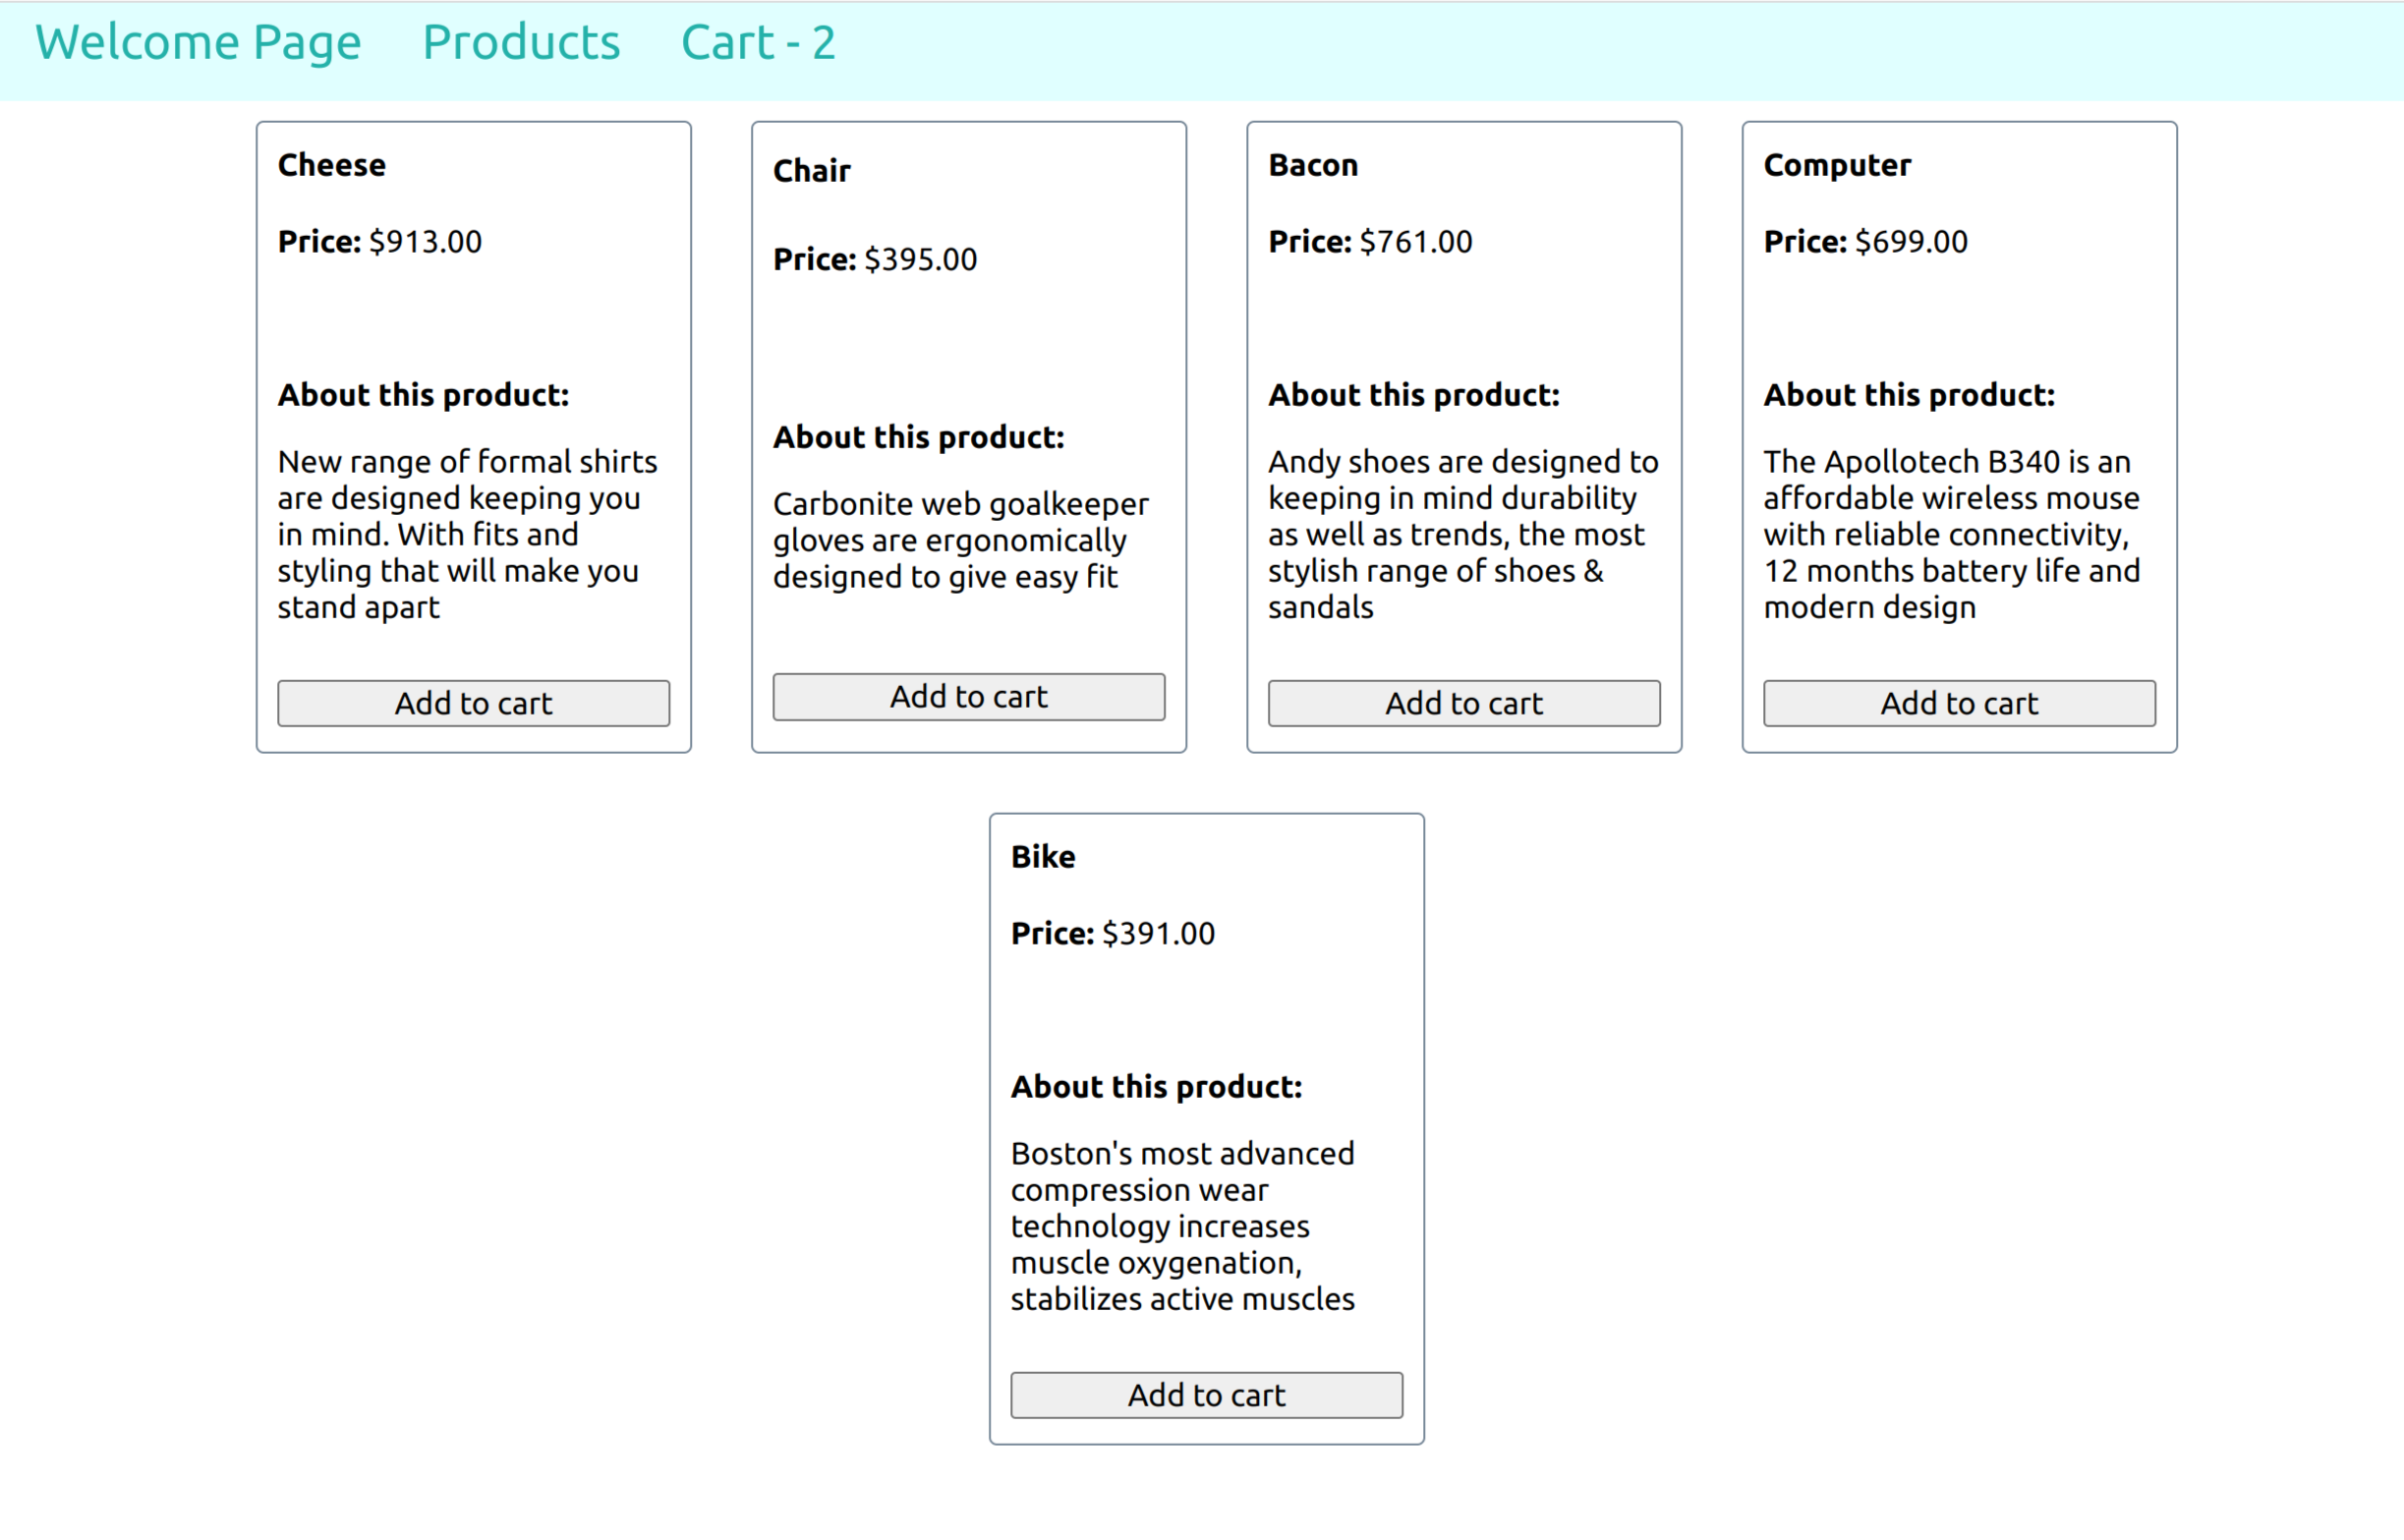 Welcome Page Products Cart - 2
Cheese
Price: $913.00
About this product:
New range of formal shirts
are designed keeping you
in mind. With fits and
styling that will make you
stand apart
Add to cart
Chair
Price: $395.00
About this product:
Carbonite web goalkeeper
gloves are ergonomically
designed to give easy fit
Add to cart
Bacon
Price: $761.00
About this product:
Andy shoes are designed to
keeping in mind durability
as well as trends, the most
stylish range of shoes &
sandals
Add to cart
Computer
Price: $699.00
About this product:
The Apollotech B340 is an
affordable wireless mouse
with reliable connectivity,
12 months battery life and
modern design
Add to cart
Bike
Price: $391.00
About this product:
Boston's most advanced
compression wear
technology increases
muscle oxygenation,
stabilizes active muscles
Add to cart